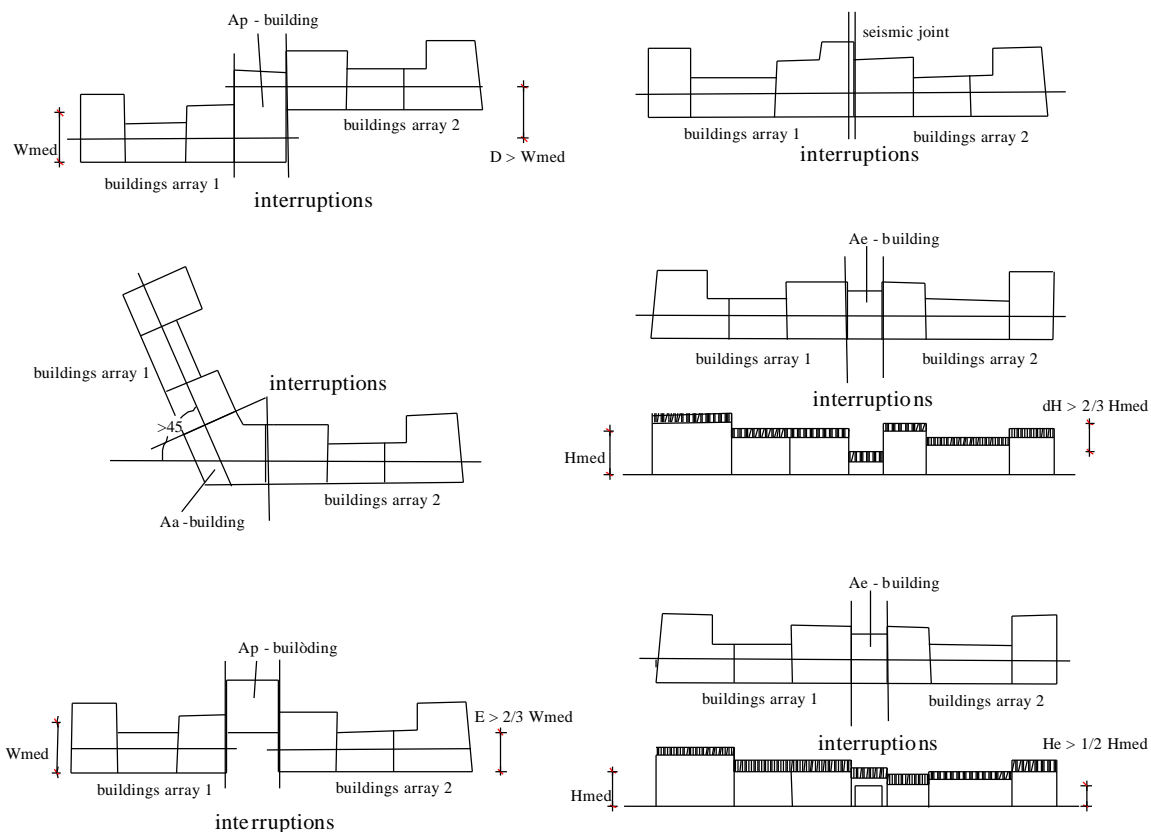 Ap - building
Wmed
buildings array 1
buildings array 2
D > Wmed
interruptions
seismic joint
buildings array 1
buildings array 2
interruptions
buildings array 1
>45
interruptions
buildings array 2
Aa -building
Ae - building
buildings array 1
buildings array 2
interruptions
dH > 2/3 Hmed
Hmed
Ap - builòding
E > 2/3 Wmed
Wmed
buildings array 1
buildings array 2
interruptions
Ae - building
buildings array 1
buildings array 2
interruptions
He > 1/2 Hmed
Hmed